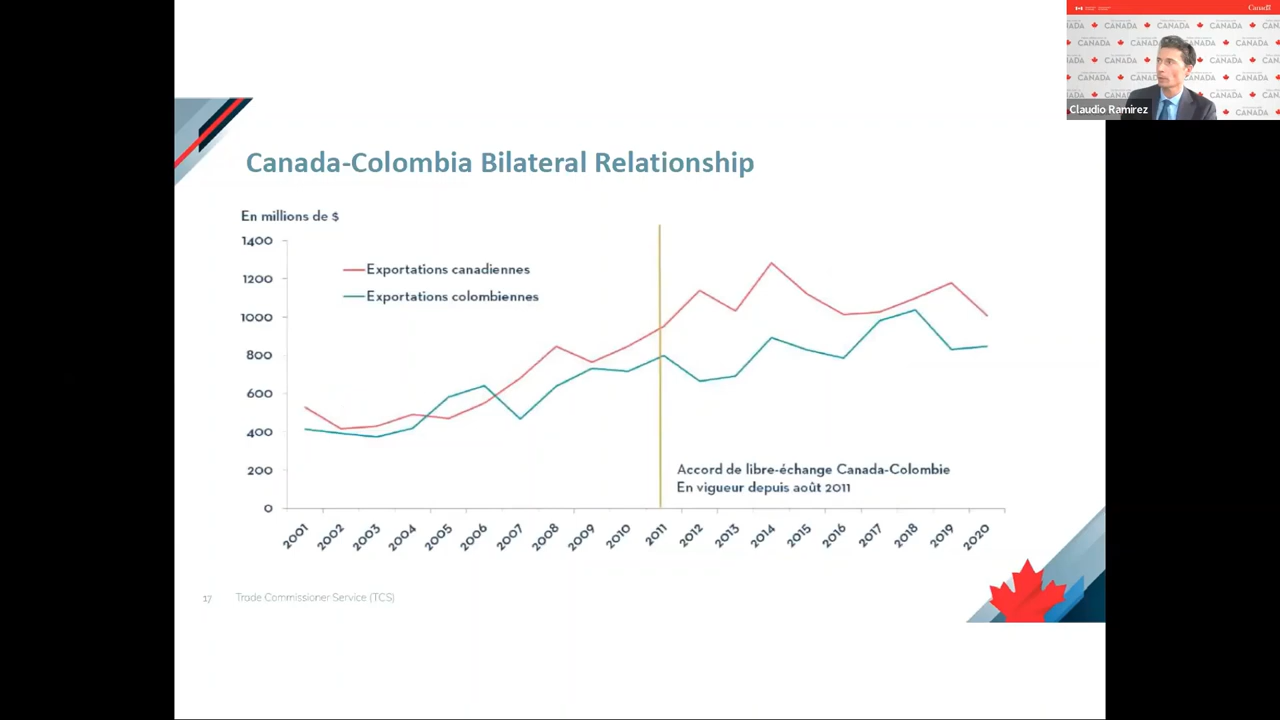 Canada
CANADA
Claudio Ramirez
Canada-Colombia Bilateral Relationship
En millions de $
1400
1200
1000
800
600
400
200
0
Exportations canadiennes
Exportations colombiennes
Accord de libre-échange Canada-Colombie
En vigueur depuis août 2011
2001 2002 2003 2004 2005 2006 2007 2008 2009 2010 2011 2012 2013 2014 2015 2016 2017 2018 2019 2020
17 Trade Commissioner Service (TCS)